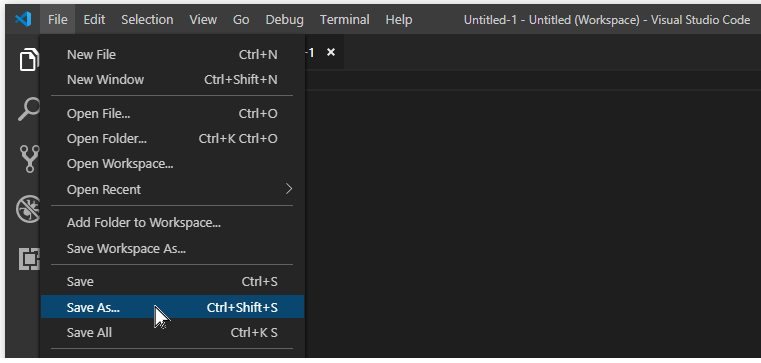 File Edit Selection View Go Debug Terminal Help Untitled-1 - Untitled (Workspace) - Visual Studio Code
-1 ×
New File Ctrl+N
New Window Ctrl+Shift+N
Open File... Ctrl+O
Open Folder... Ctrl+K Ctrl+O
Open Workspace...
Open Recent
Add Folder to Workspace...
Save Workspace As...
Save Ctrl+S
Save As... Ctrl+Shift+S
Save All Ctrl+K S